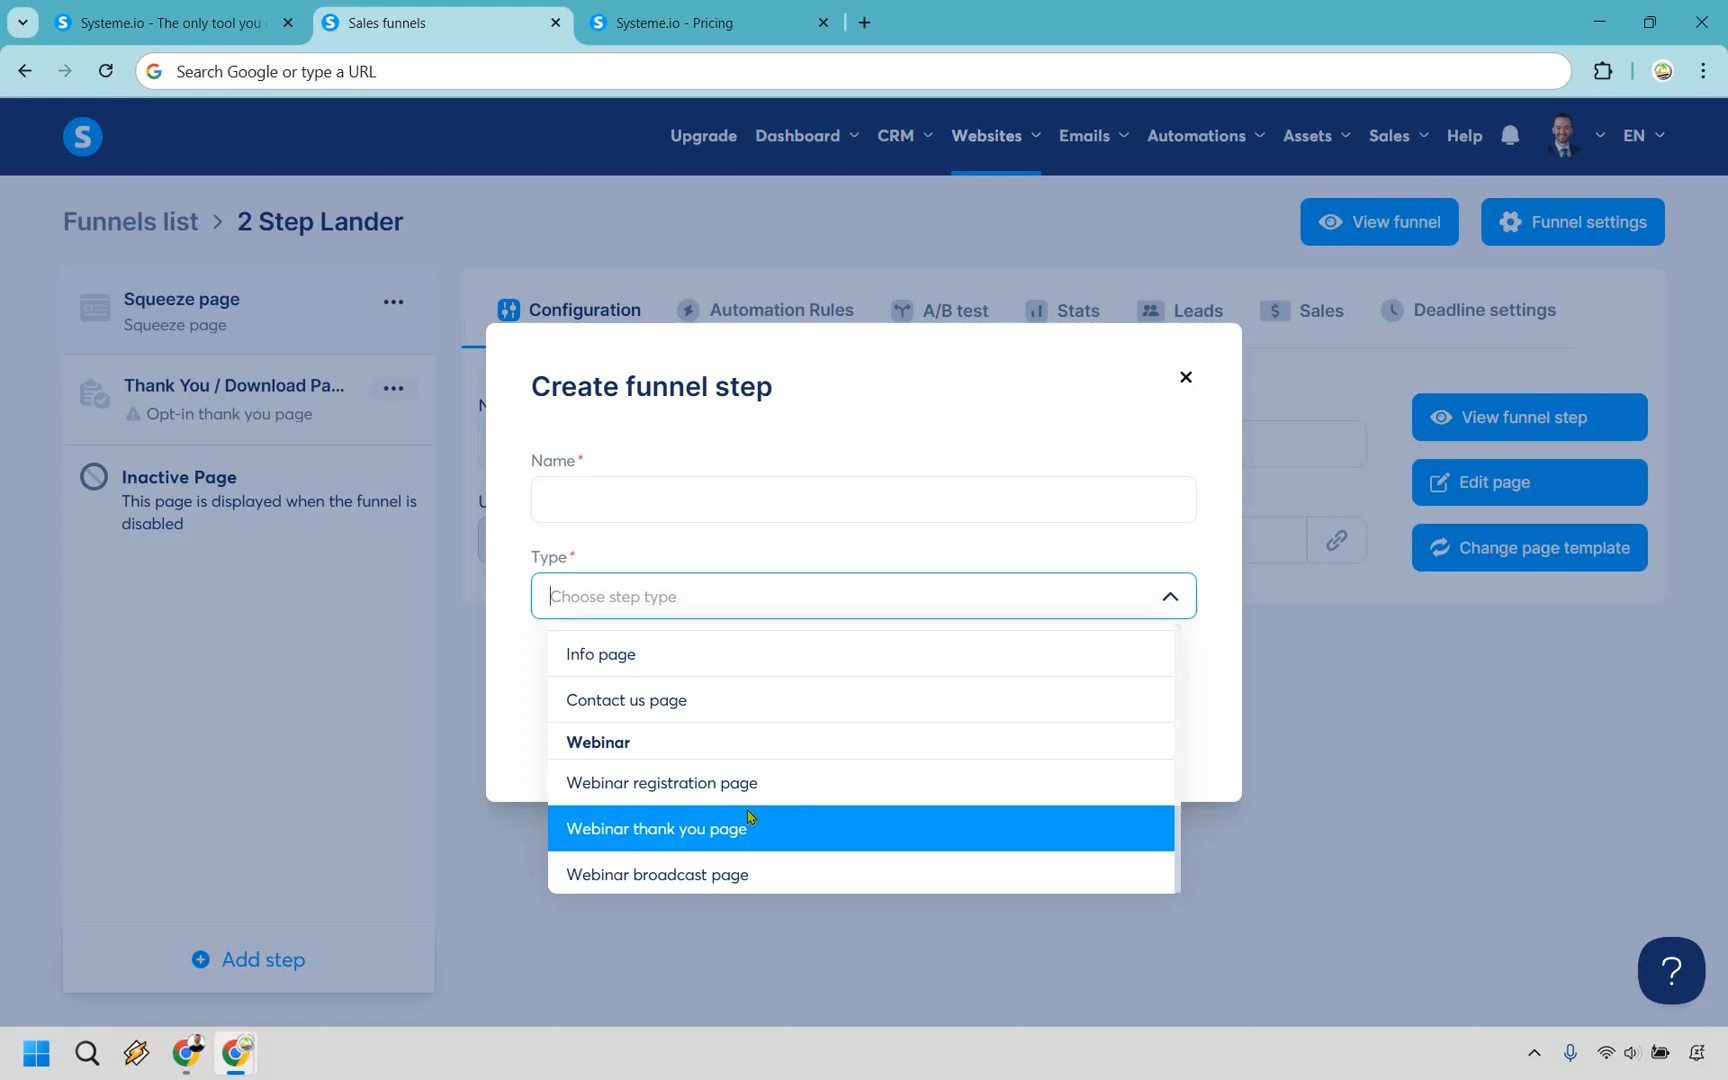 Systeme.io - The only tool you
Sales funnels
Systeme.io - Pricing
Search Google or type a URL
S
Upgrade
Dashboard
CRM
Websites
Emails
Automations
Assets
Sales
Help
EN
Funnels list > 2 Step Lander
View funnel
Funnel settings
Squeeze page
Squeeze page
Thank You / Download Pa...
Opt-in thank you page
Inactive Page
This page is displayed when the funnel is
disabled
Add step
Configuration
Automation Rules
A/B test
Stats
Leads
Sales
Deadline settings
View funnel step
Edit page
Change page template
Create funnel step
Name*
Type*
Choose step type
Info page
Contact us page
Webinar
Webinar registration page
Webinar thank you page
Webinar broadcast page
?